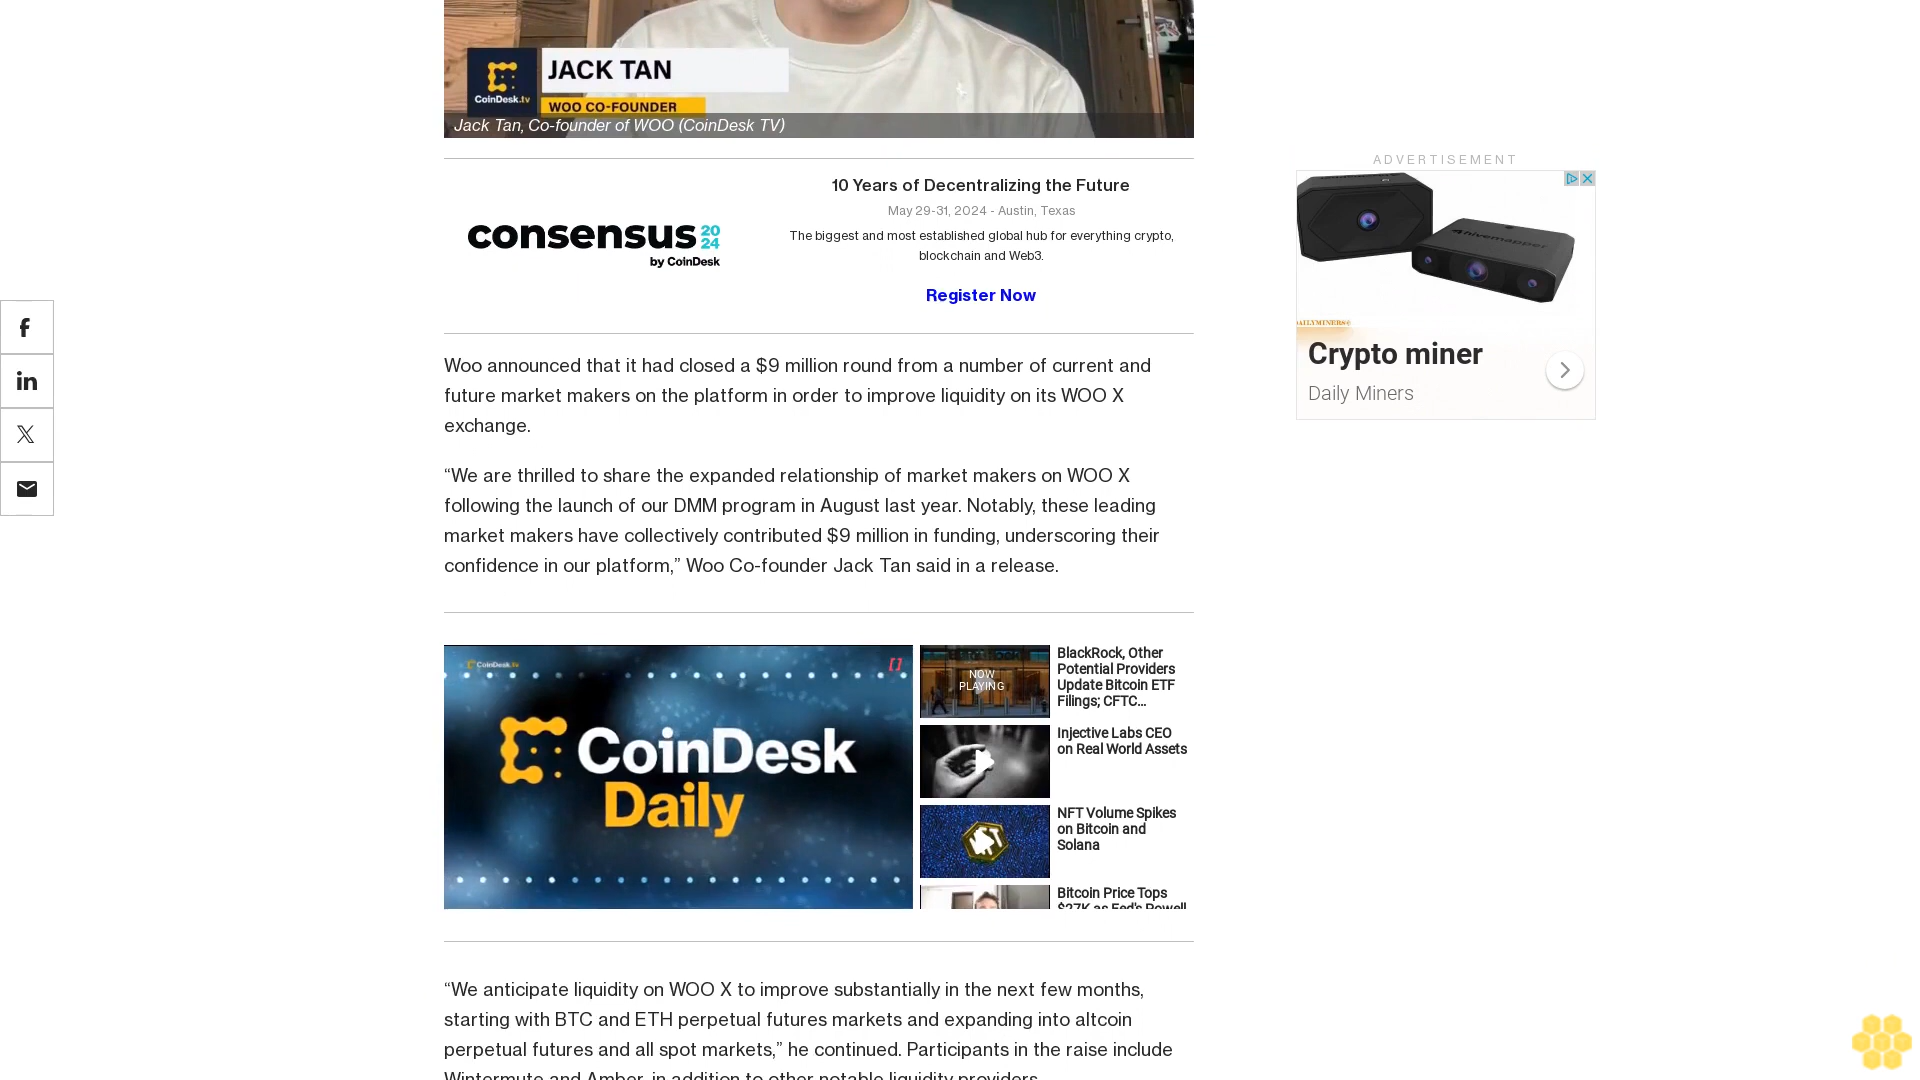 JACK TAN
CoinDesk.tv
WOO CO-FOUNDER
Jack Tan, Co-founder of WOO (CoinDesk TV)
consensus 20
24
by CoinDesk
10 Years of Decentralizing the Future
May 29-31, 2024 - Austin, Texas
The biggest and most established global hub for everything crypto,
blockchain and Web3.
Register Now
Woo announced that it had closed a $9 million round from a number of current and
future market makers on the platform in order to improve liquidity on its WOO X
exchange.
“We are thrilled to share the expanded relationship of market makers on WOO X
following the launch of our DMM program in August last year. Notably, these leading
market makers have collectively contributed $9 million in funding, underscoring their
confidence in our platform,” Woo Co-founder Jack Tan said in a release.
CoinDesk.tv
CoinDesk
Daily
NOW
PLAYING
BlackRock, Other
Potential Providers
Update Bitcoin ETF
Filings; CFTC...
Injective Labs CEO
on Real World Assets
NFT Volume Spikes
on Bitcoin and
Solana
Bitcoin Price Tops
$27K as Fed's Powell
“We anticipate liquidity on WOO X to improve substantially in the next few months,
starting with BTC and ETH perpetual futures markets and expanding into altcoin
perpetual futures and all spot markets,” he continued. Participants in the raise include
Wintermute and Amber, in addition to other notable liquidity providers.
ADVERTISEMENT
hivemapper
DAILYMINERS
Crypto miner
Daily Miners